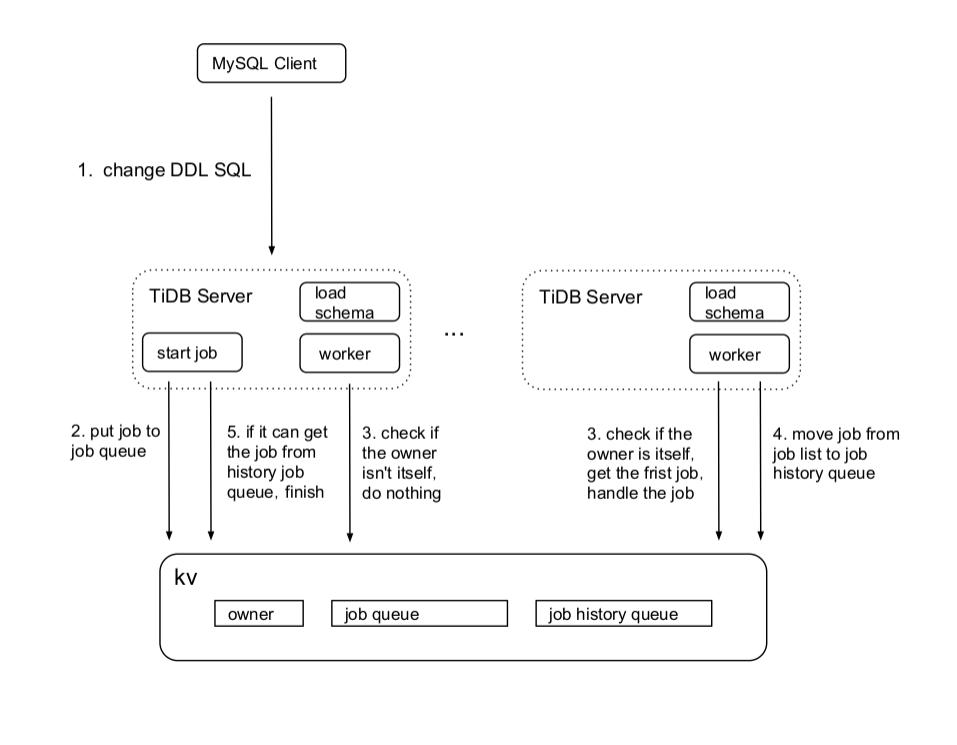 MySQL Client
1. change DDL SQL
TiDB Server
load
schema
start job
worker
...
TiDB Server
load
schema
worker
2. put job to
job queue
5. if it can get
the job from
history job
queue, finish
3. check if
the owner
isn't itself,
do nothing
3. check if the
owner is itself,
get the frist job,
handle the job
4. move job from
job list to job
history queue
kv
owner
job queue
job history queue